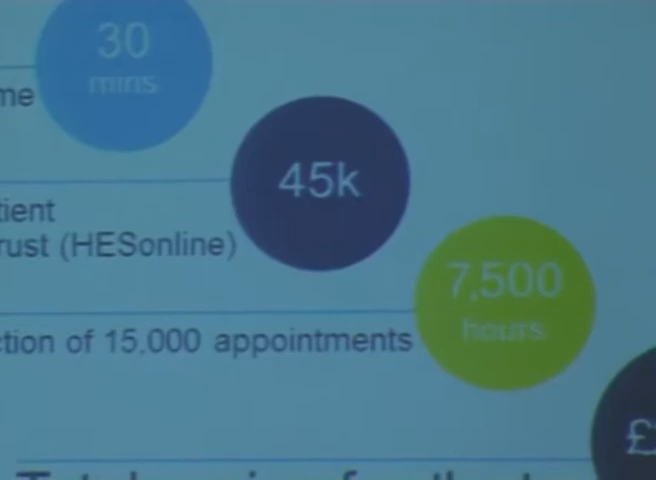 30
mins
me
45k
tient
rust (HESonline)
7,500
hours
ction of 15,000 appointments
£